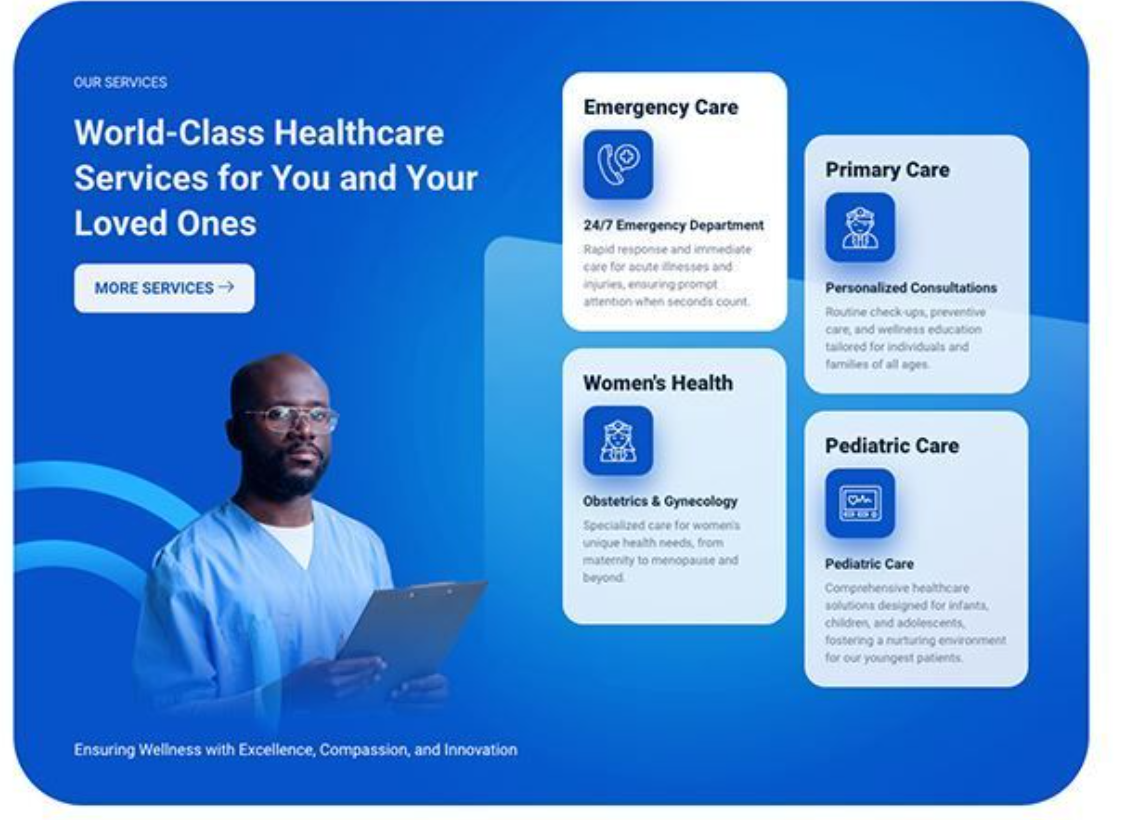 OUR SERVICES
World-Class Healthcare
Services for You and Your
Loved Ones
MORE SERVICES →
Emergency Care
24/7 Emergency Department
Rapid response and immediate
care for acute illnesses and
injuries, ensuring prompt
attention when seconds count.
Primary Care
Personalized Consultations
Routine check-ups, preventive
care, and wellness education
tailored for individuals and
families of all ages.
Women's Health
Obstetrics & Gynecology
Specialized care for women's
unique health needs, from
maternity to menopause and
beyond.
Pediatric Care
Pediatric Care
Comprehensive healthcare
solutions designed for infants,
children, and adolescents,
fostering a nurturing environment
for our youngest patients.
Ensuring Wellness with Excellence, Compassion, and Innovation